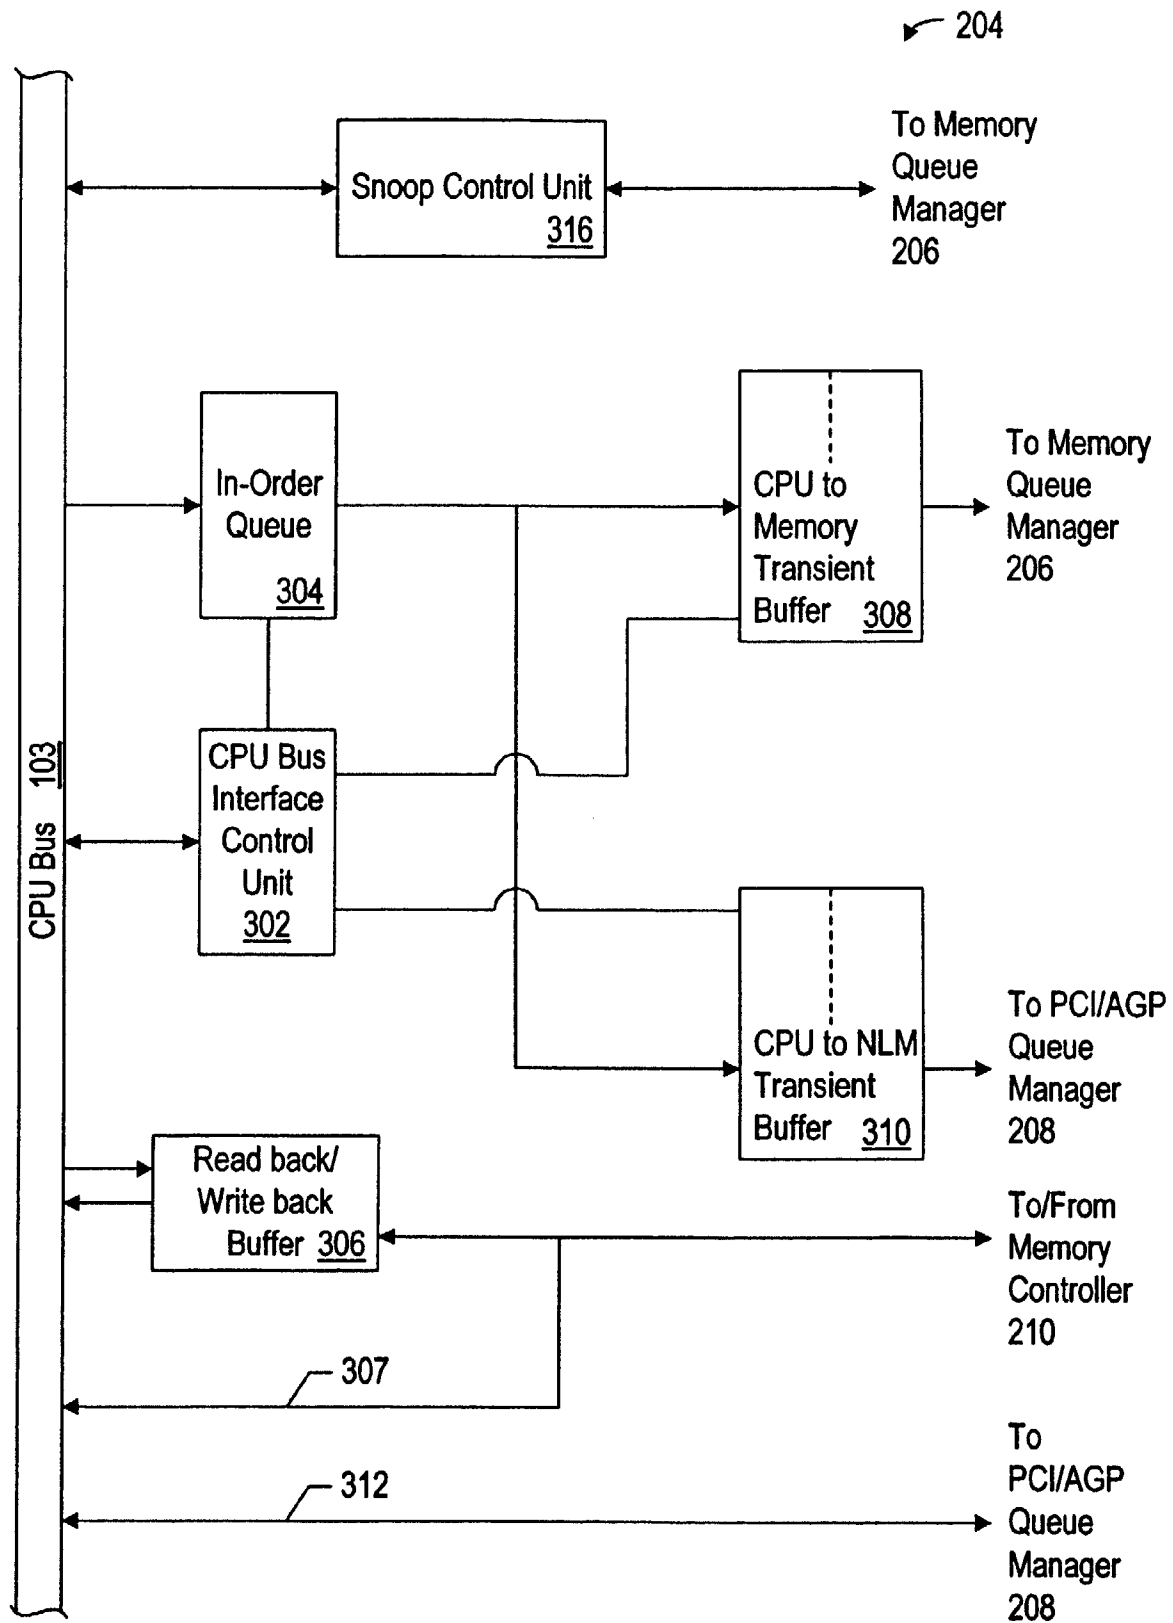 204
To Memory
Queue
Manager
206
Snoop Control Unit
316
In-Order
Queue
304
CPU to
Memory
Transient
Buffer 308
To Memory
Queue
Manager
206
CPU Bus 103
CPU Bus
Interface
Control
Unit
302
CPU to NLM
Transient
Buffer 310
To PCI/AGP
Queue
Manager
208
Read back/
Write back
Buffer 306
To/From
Memory
Controller
210
307
312
To
PCI/AGP
Queue
Manager
208